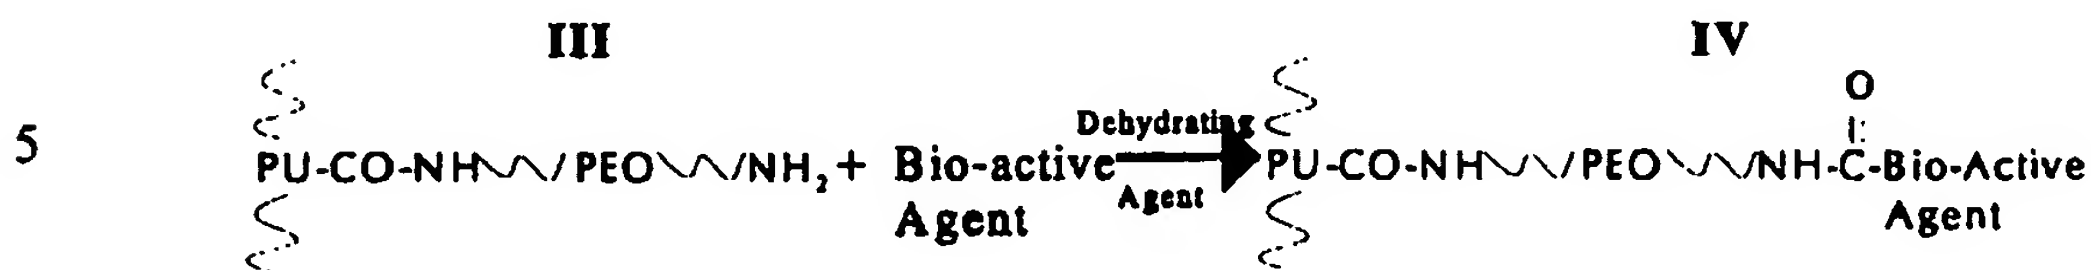 III IV
O
Dehydrating
5 PU-CO-NH PEO NH2 + Bio-active PU-CO-NH PEO NH-C-Bio-Active
Agent
Agent Agent